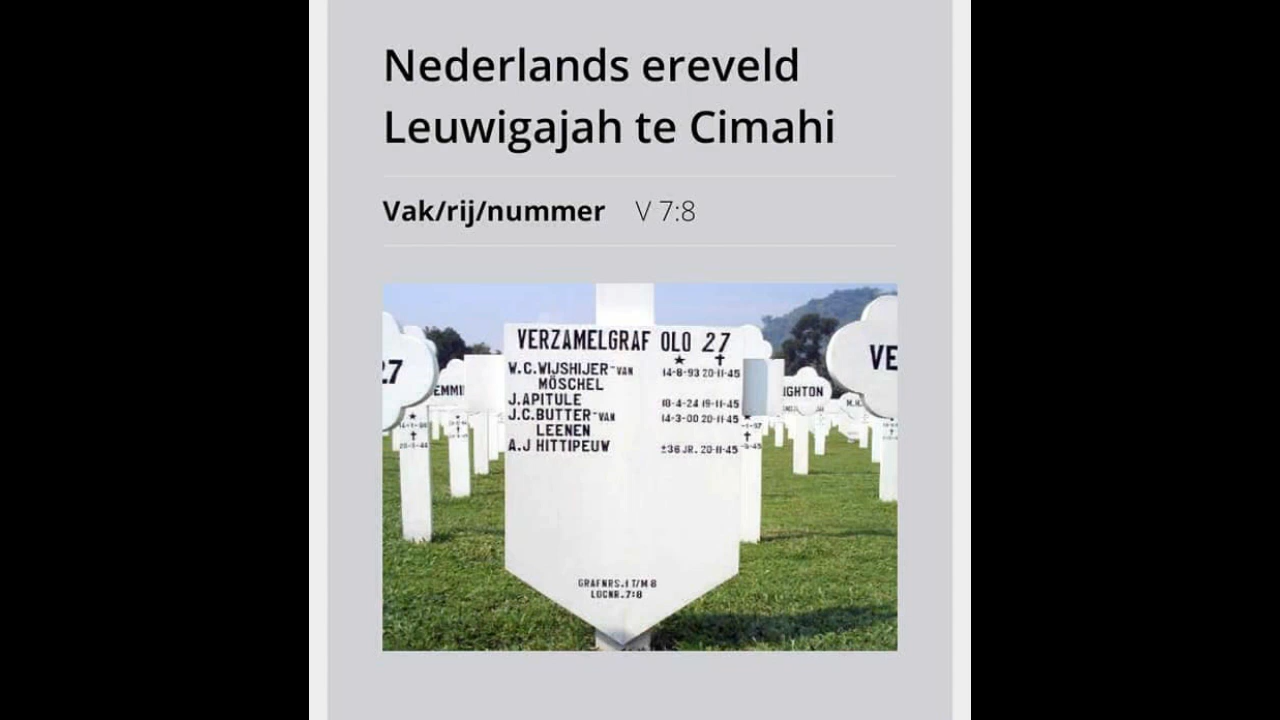 Nederlands ereveld
Leuwigajah te Cimahi
Vak/rij/nummer V 7:8
VERZAMELGRAF OLO 27
W.C.WIJSHIJER-VAN 14-8-93 20-11-45
MÖSCHEL
J.APITULE 18-4-24 19-11-45
J.C.BUTTER-VAN 14-3-00 20-11-45
LEENEN
A.J HITTIPEUW ±36 JR. 20-11-45
GRAFNRS.1 T/M 8
LOCNR.7:8
27
VE